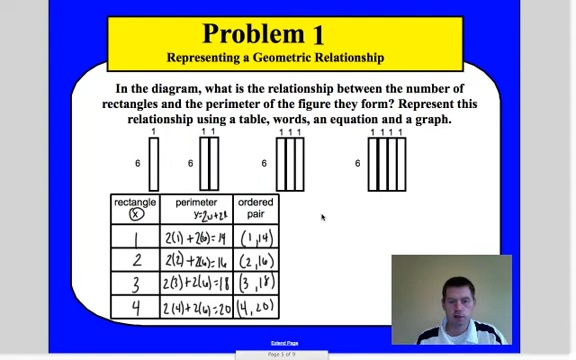 Problem 1
Representing a Geometric Relationship
In the diagram, what is the relationship between the number of
rectangles and the perimeter of the figure they form? Represent this
relationship using a table, words, an equation and a graph.
1 1 1 1 1 1 1 1 1 1
6 6 6 6
rectangle perimeter ordered
x y=2w+2l pair
1 2(1)+2(6)=14 (1,14)
2 2(2)+2(6)=16 (2,16)
3 2(3)+2(6)=18 (3,18)
4 2(4)+2(6)=20 (4,20)
Extend Page
Page 5 of 9